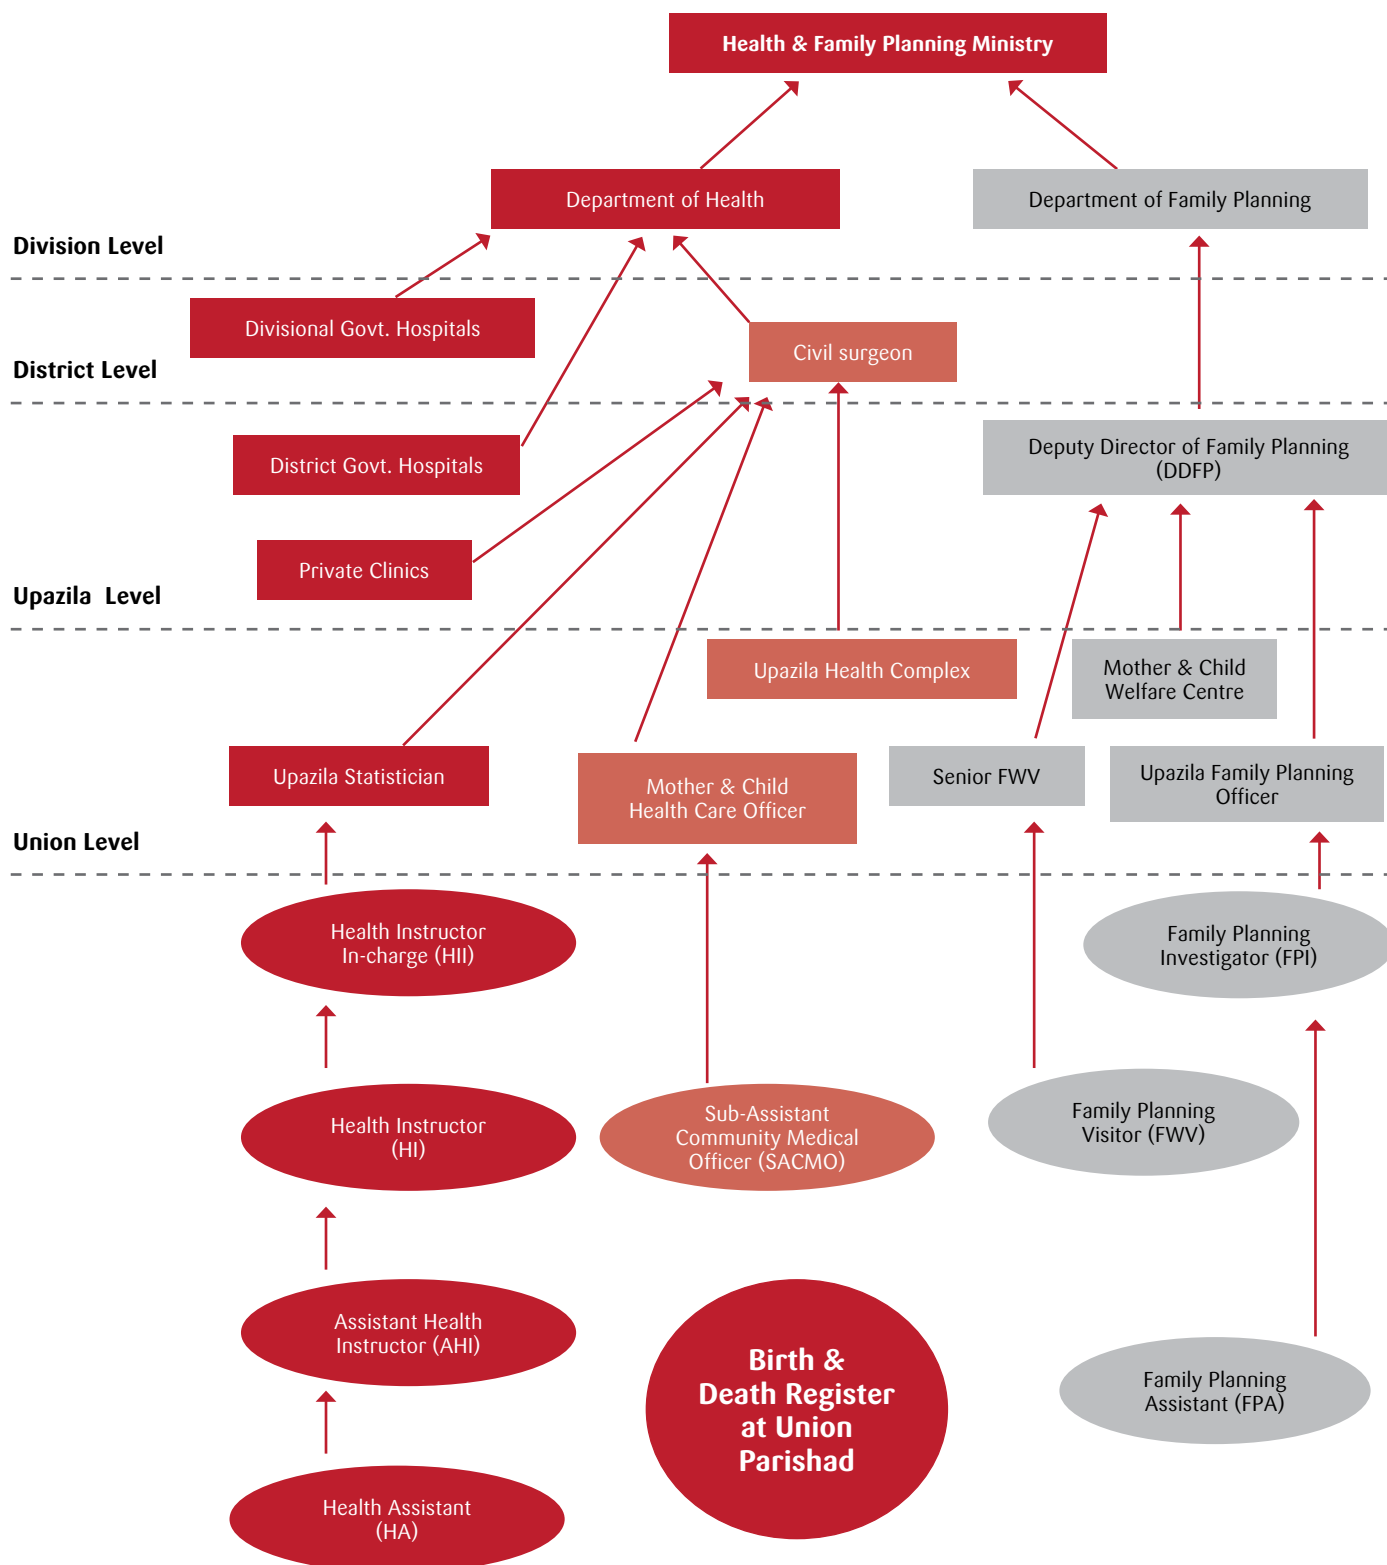 Health & Family Planning Ministry
Department of Health
Department of Family Planning
Division Level
Divisional Govt. Hospitals
Civil surgeon
District Level
District Govt. Hospitals
Deputy Director of Family Planning
(DDFP)
Private Clinics
Upazila Level
Upazila Health Complex
Mother & Child
Welfare Centre
Upazila Statistician
Mother & Child
Health Care Officer
Senior FWV
Upazila Family Planning
Officer
Union Level
Health Instructor
In-charge (HII)
Family Planning
Investigator (FPI)
Health Instructor
(HI)
Sub-Assistant
Community Medical
Officer (SACMO)
Family Planning
Visitor (FWV)
Assistant Health
Instructor (AHI)
Birth &
Death Register
at Union
Parishad
Family Planning
Assistant (FPA)
Health Assistant
(HA)